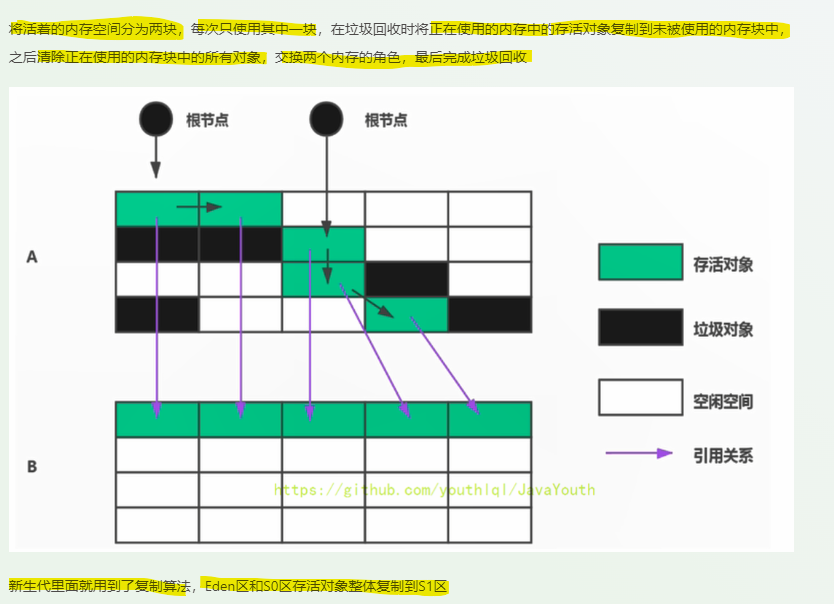 将活着的内存空间分为两块，每次只使用其中一块，在垃圾回收时将正在使用的内存中的存活对象复制到未被使用的内存块中，
之后清除正在使用的内存块中的所有对象，交换两个内存的角色，最后完成垃圾回收
根节点 根节点
A
存活对象
垃圾对象
空闲空间
引用关系
B
https://github.com/youthlql/JavaYouth
新生代里面就用到了复制算法，Eden区和S0区存活对象整体复制到S1区